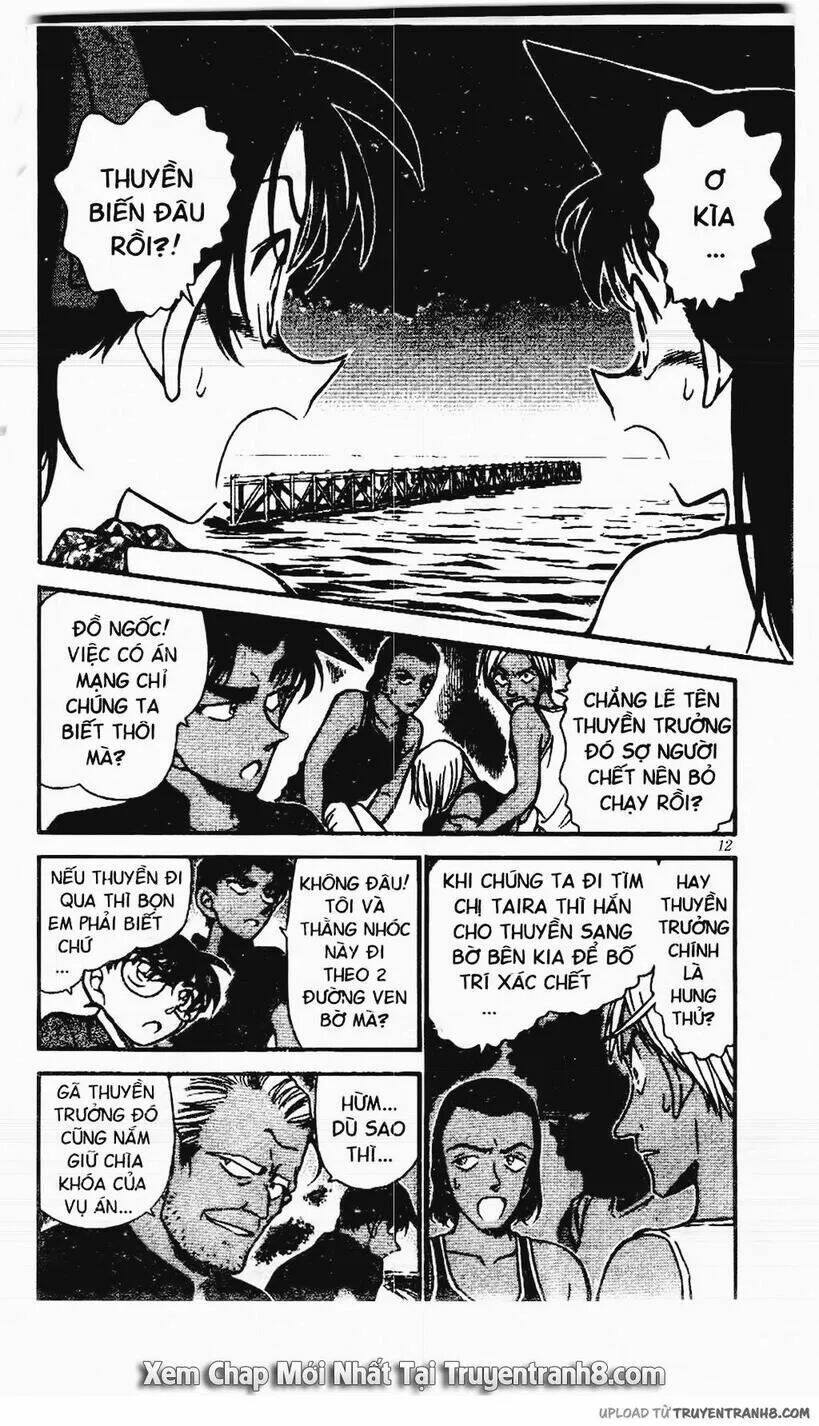 Ơ
KÌA
...
THUYỀN
BIẾN ĐÂU
RỒI?!
CHẲNG LẼ TÊN
THUYỀN TRƯỞNG
ĐÓ SỢ NGƯỜI
CHẾT NÊN BỎ
CHẠY RỒI?
ĐỒ NGỐC!
VIỆC CÓ ÁN
MẠNG CHỈ
CHÚNG TA
BIẾT THÔI
MÀ?
12
HAY
THUYỀN
TRƯỞNG
CHÍNH
LÀ
HUNG
THỦ?
KHI CHÚNG TA ĐI TÌM
CHỊ TAIRA THÌ HẮN
CHO THUYỀN SANG
BỜ BÊN KIA ĐỂ BỐ
TRÍ XÁC CHẾT
...
KHÔNG ĐÂU!
TÔI VÀ
THẰNG NHÓC
NÀY ĐI
THEO 2
ĐƯỜNG VEN
BỜ MÀ?
NẾU THUYỀN ĐI
QUA THÌ BỌN
EM PHẢI BIẾT
CHỨ
...
HỪM...
DÙ SAO
THÌ...
GÃ THUYỀN
TRƯỞNG ĐÓ
CŨNG NẮM
GIỮ CHÌA
KHÓA CỦA
VỤ ÁN...
Xem Chap Mới Nhất Tại Truyentranh8.com
UPLOAD TỪ TRUYENTRANH8.COM